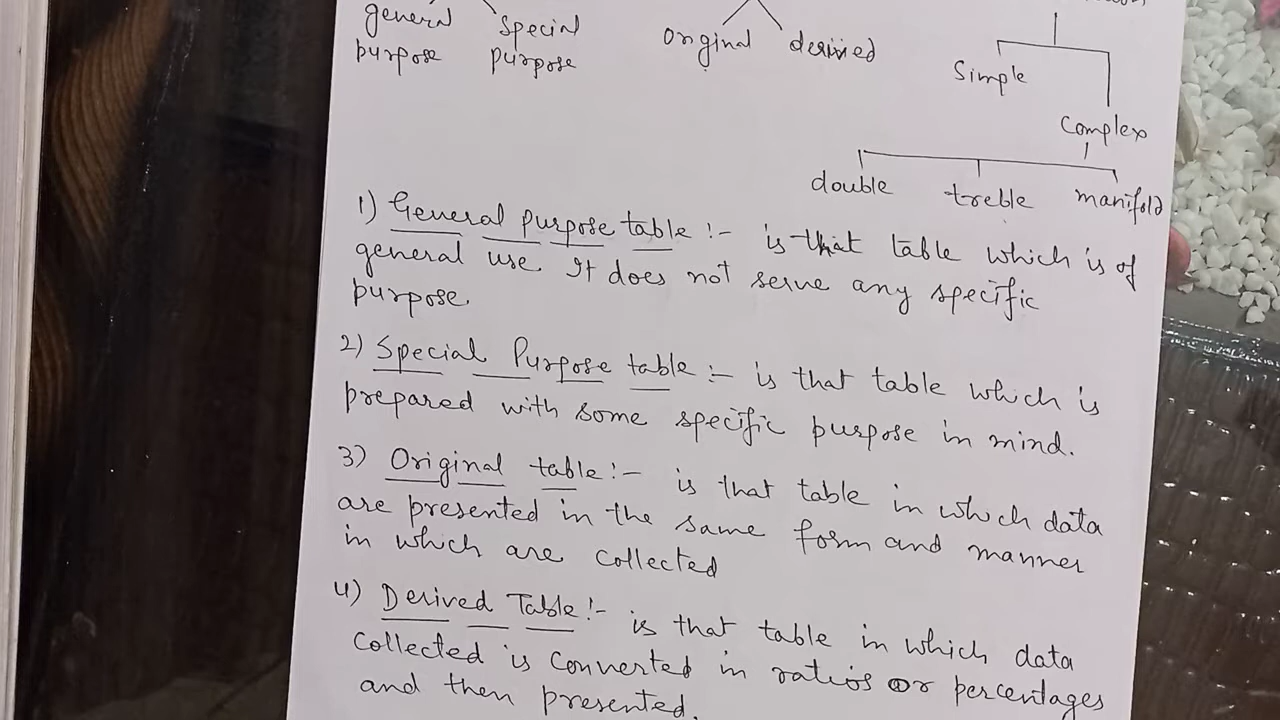 general special original derived
purpose purpose
Simple
Complex
double treble manifold
1) General purpose table :- is that table which is of
general use. It does not serve any specific
purpose.
2) Special Purpose table :- is that table which is
prepared with some specific purpose in mind.
3) Original table :- is that table in which data
are presented in the same form and manner
in which are collected
4) Derived Table :- is that table in which data
collected is converted in ratios or percentages
and then presented.